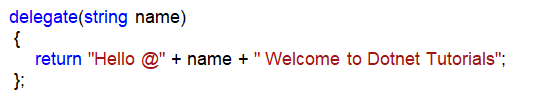 delegate(string name)
{
return "Hello @" + name + " Welcome to Dotnet Tutorials";
};